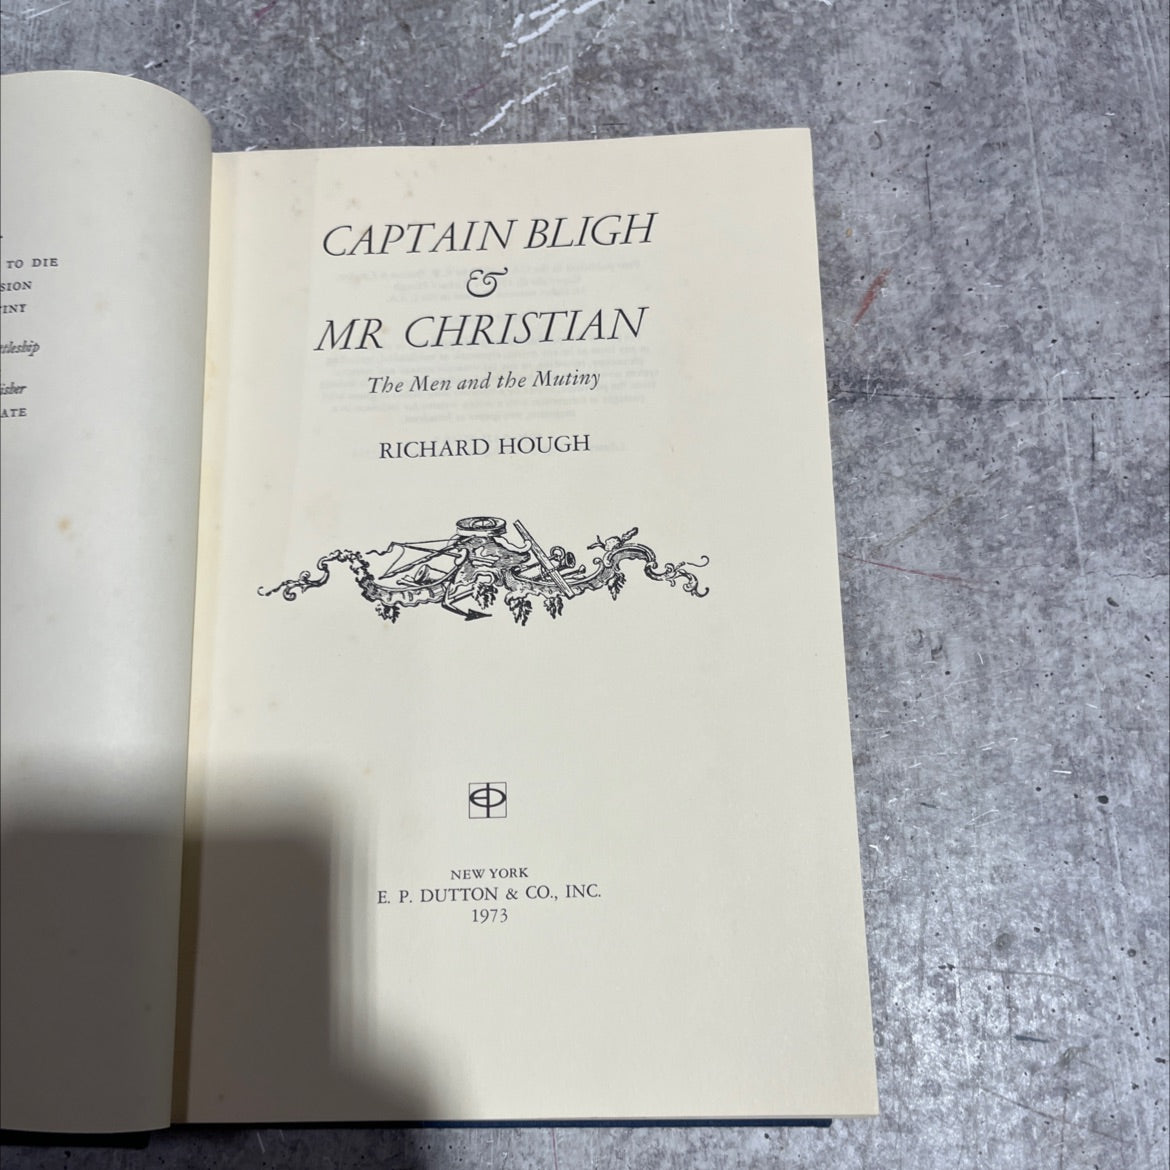 TO DIE
SION
TINY
ttleship
isher
ATE
CAPTAIN BLIGH
&
MR CHRISTIAN
The Men and the Mutiny
RICHARD HOUGH
NEW YORK
E. P. DUTTON & CO., INC.
1973